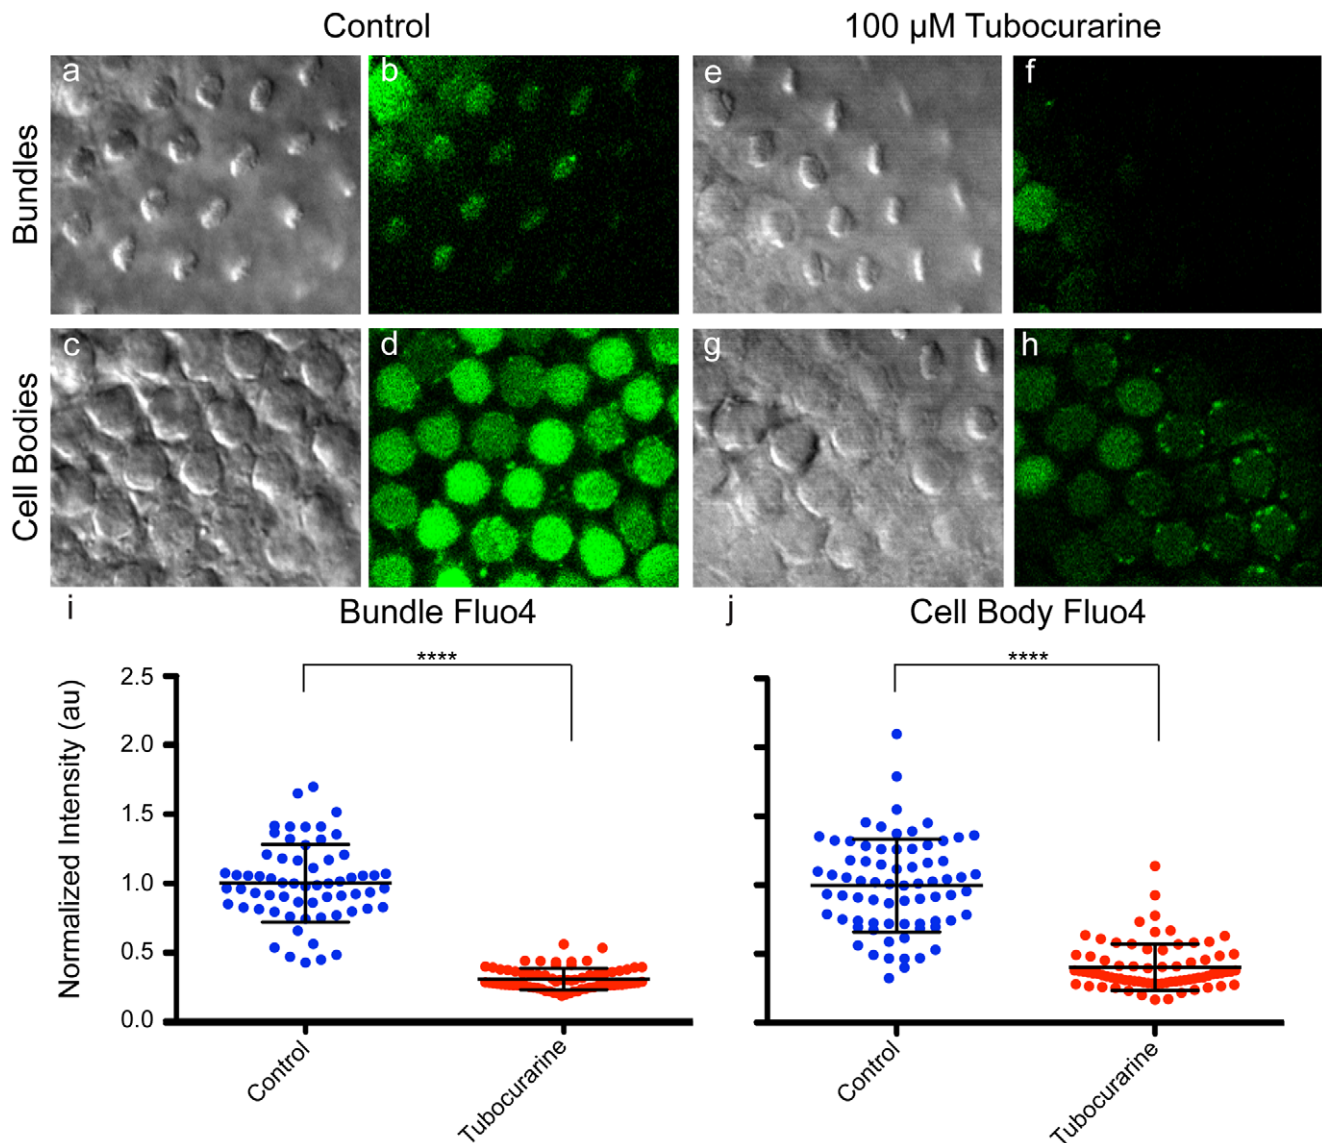 Control
100 µM Tubocurarine
Bundles
a
b
e
f
Cell Bodies
c
d
g
h
i
Bundle Fluo4
j
Cell Body Fluo4
****
****
Normalized Intensity (au)
2.5
2.0
1.5
1.0
0.5
0.0
Control
Tubocurarine
Control
Tubocurarine